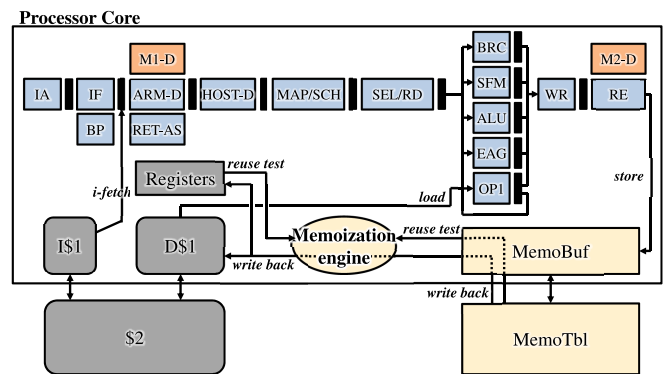 Processor Core
M1-D
M2-D
IA
IF
ARM-D
HOST-D
MAP/SCH
SEL/RD
BRC
SFM
ALU
EAG
OP1
WR
RE
BP
RET-AS
Registers
reuse test
i-fetch
load
store
I$1
D$1
Memoization
engine
reuse test
write back
MemoBuf
write back
$2
MemoTbl